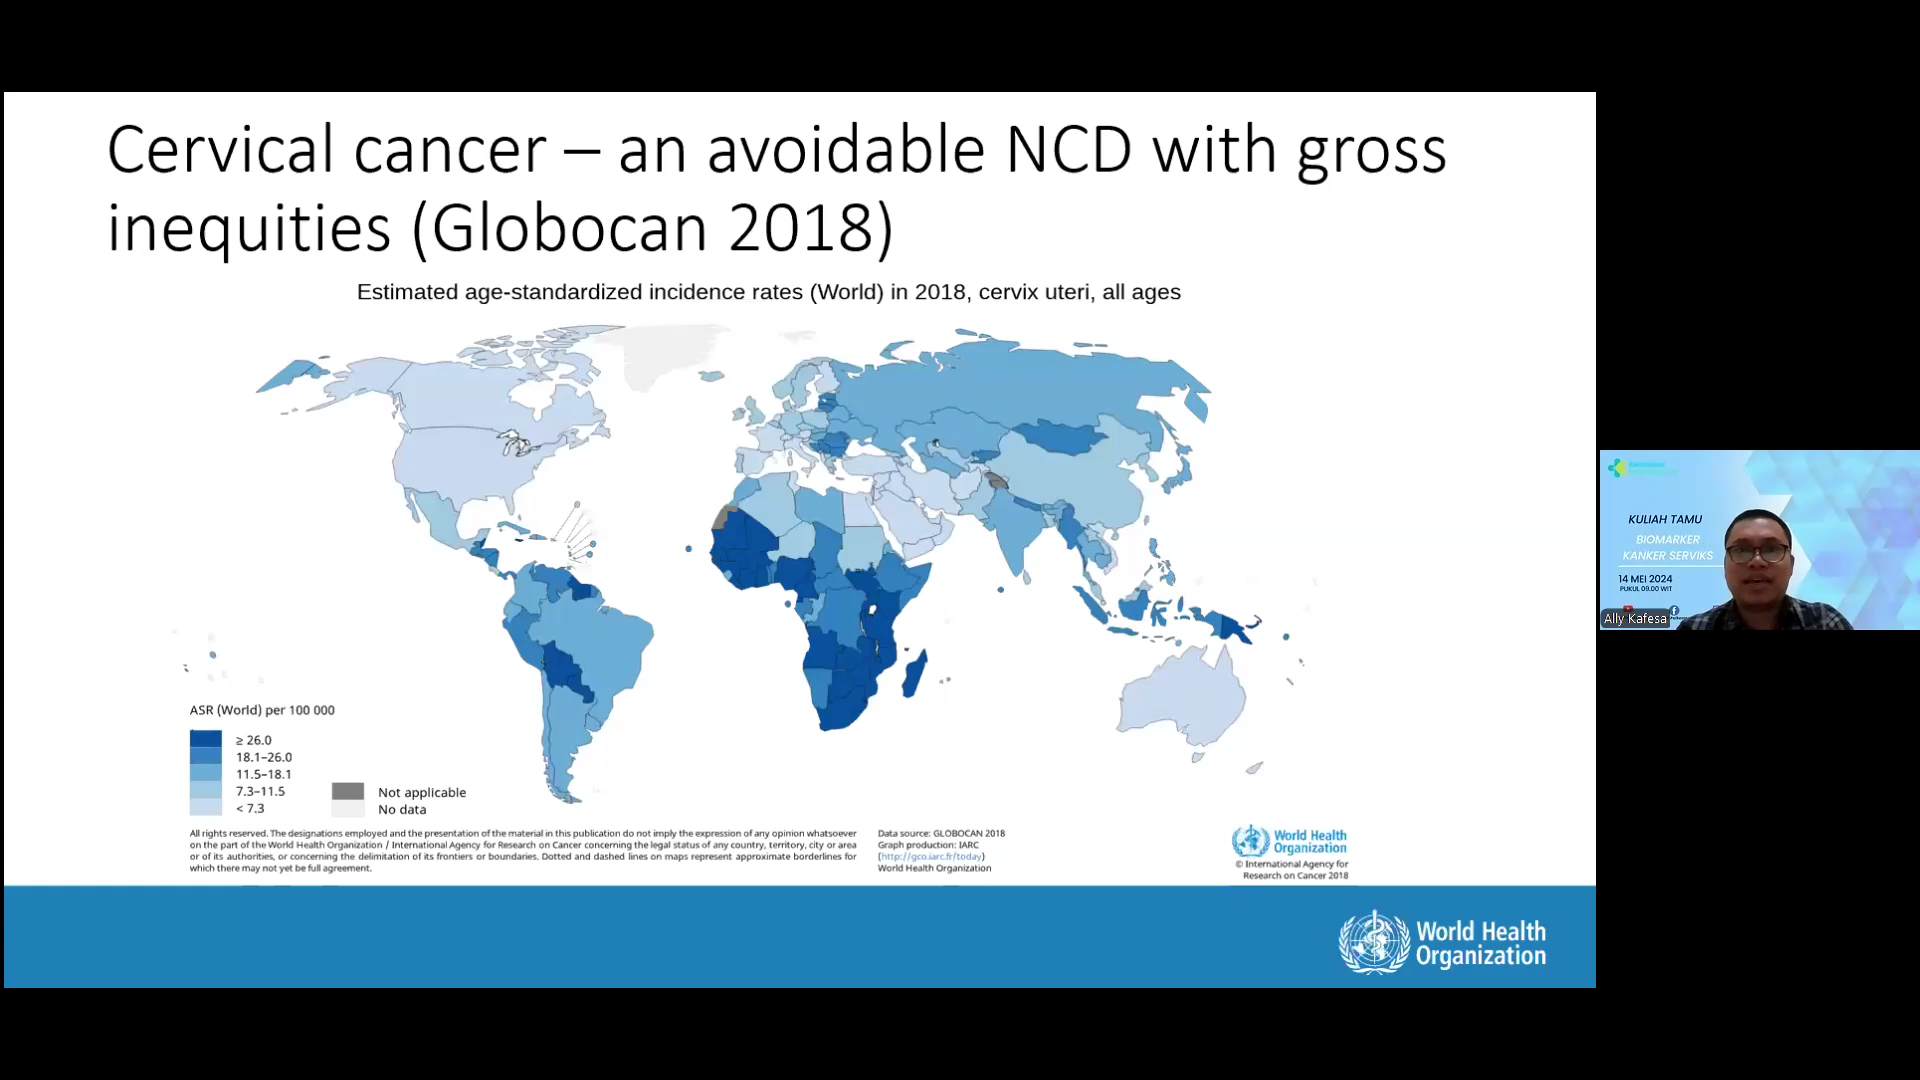 Cervical cancer – an avoidable NCD with gross
inequities (Globocan 2018)
Estimated age-standardized incidence rates (World) in 2018, cervix uteri, all ages
ASR (World) per 100 000
≥ 26.0
18.1–26.0
11.5–18.1
7.3–11.5
< 7.3
Not applicable
No data
All rights reserved. The designations employed and the presentation of the material in this publication do not imply the expression of any opinion whatsoever
on the part of the World Health Organization / International Agency for Research on Cancer concerning the legal status of any country, territory, city or area
or of its authorities, or concerning the delimitation of its frontiers or boundaries. Dotted and dashed lines on maps represent approximate borderlines for
which there may not yet be full agreement.
Data source: GLOBOCAN 2018
Graph production: IARC
(http://gco.iarc.fr/today)
World Health Organization
World Health
Organization
© International Agency for
Research on Cancer 2018
World Health
Organization
KULIAH TAMU
BIOMARKER
KANKER SERVIKS
14 MEI 2024
PUKUL 09.00 WIT
Ally Kafesa